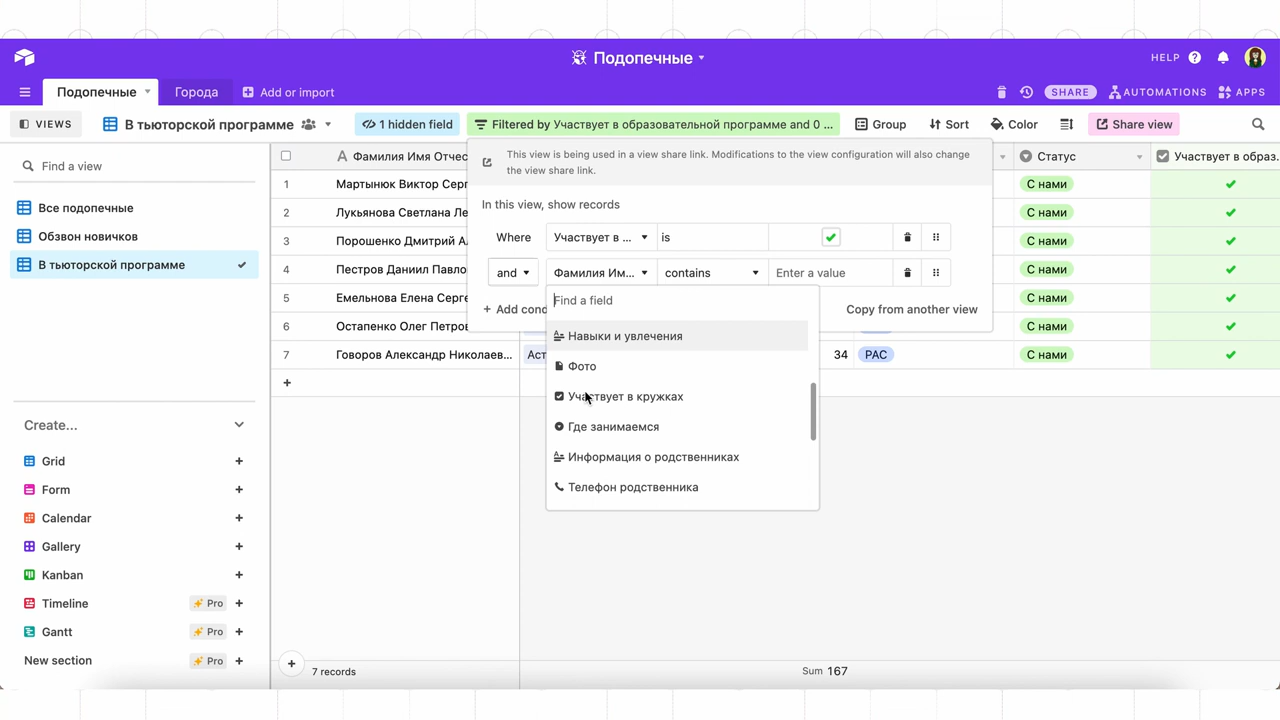 Подопечные
HELP
Подопечные
Города
Add or import
SHARE
AUTOMATIONS
APPS
VIEWS
В тьюторской программе
1 hidden field
Filtered by Участвует в образовательной программе and 0 ...
Group
Sort
Color
Share view
Find a view
Все подопечные
Обзвон новичков
В тьюторской программе
Create...
Grid
Form
Calendar
Gallery
Kanban
Timeline
Pro
Gantt
Pro
New section
Pro
Фамилия Имя Отчес
Статус
Участвует в образ.
1 Мартынюк Виктор Серг
С нами
2 Лукьянова Светлана Ле
С нами
3 Порошенко Дмитрий Ал
С нами
4 Пестров Даниил Павло
С нами
5 Емельнова Елена Серге
С нами
6 Остапенко Олег Петров
С нами
7 Говоров Александр Николаев...
Аст
34
РАС
С нами
This view is being used in a view share link. Modifications to the view configuration will also change
the view share link.
In this view, show records
Where Участвует в ... is
and Фамилия Им... contains Enter a value
+ Add cond
Copy from another view
Find a field
Навыки и увлечения
Фото
Участвует в кружках
Где занимаемся
Информация о родственниках
Телефон родственника
7 records
Sum 167